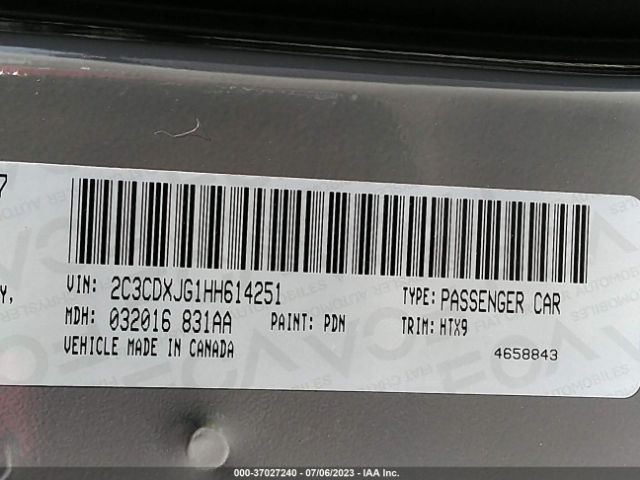 7
Y,
VIN: 2C3CDXJG1HH614251
TYPE: PASSENGER CAR
MDH: 032016 831AA
PAINT: PDN
TRIM: HTX9
VEHICLE MADE IN CANADA
4658843
000-37027240 - 07/06/2023 - IAA Inc.